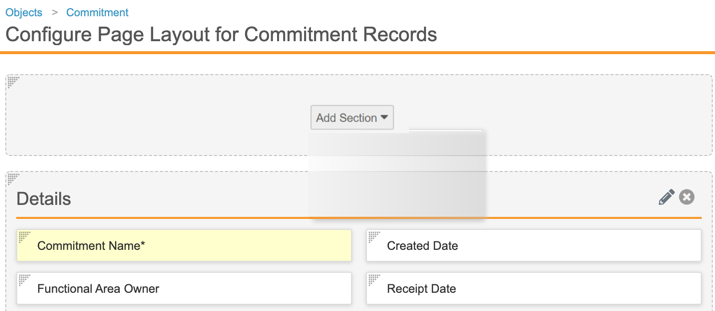 Objects > Commitment
Configure Page Layout for Commitment Records
Add Section
Details
Commitment Name* Created Date
Functional Area Owner Receipt Date